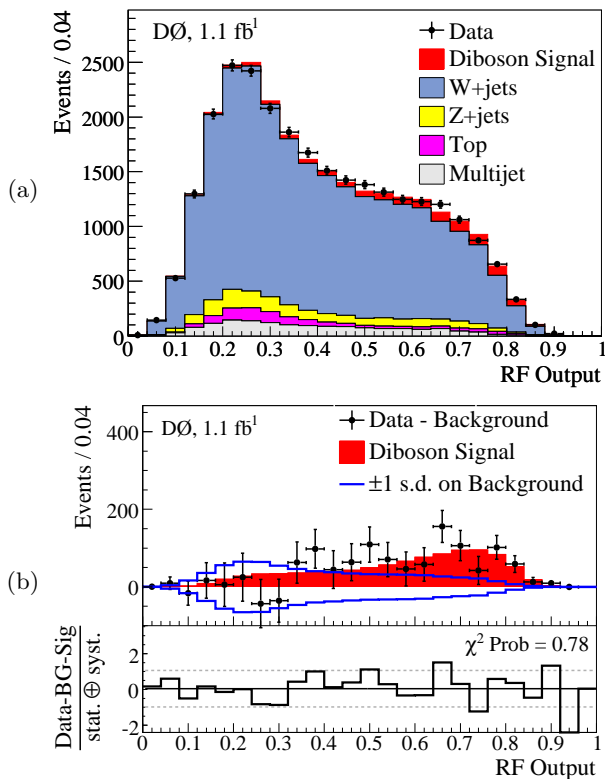 (a)
Events / 0.04
DØ, 1.1 fb¹
Data
Diboson Signal
W+jets
Z+jets
Top
Multijet
2500
2000
1500
1000
500
0
0 0.1 0.2 0.3 0.4 0.5 0.6 0.7 0.8 0.9 1
RF Output
(b)
Events / 0.04
DØ, 1.1 fb¹
Data - Background
Diboson Signal
±1 s.d. on Background
400
200
0
Data-BG-Sig
stat. ⊕ syst.
χ² Prob = 0.78
2
1
0
-1
-2
0 0.1 0.2 0.3 0.4 0.5 0.6 0.7 0.8 0.9 1
RF Output